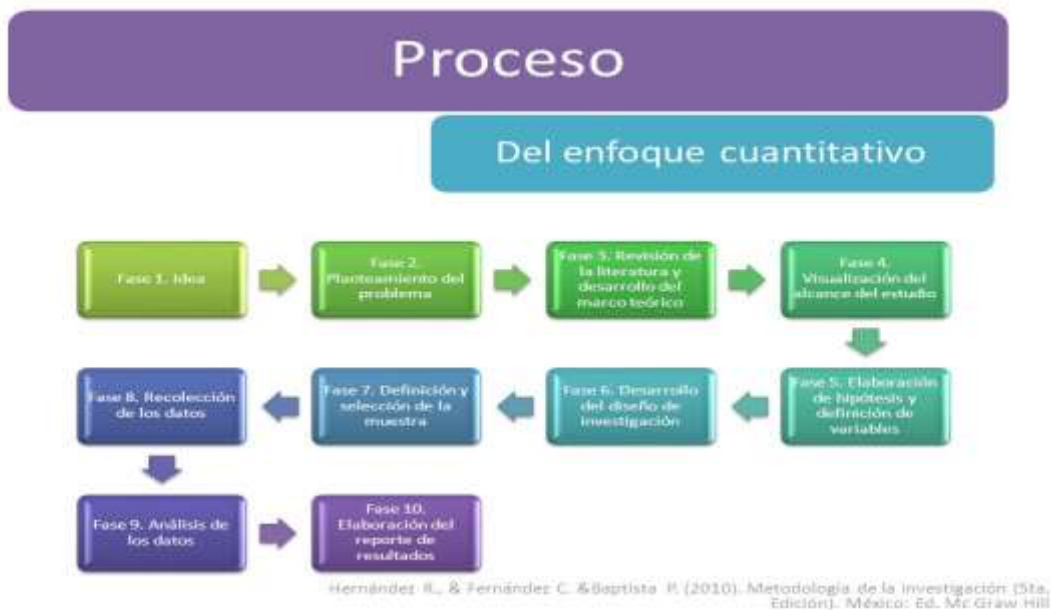 Proceso
Del enfoque cuantitativo
Fase 1. Idea
Fase 2.
Planteamiento del
problema
Fase 3. Revisión de
la literatura y
desarrollo del
marco teórico
Fase 4.
Visualización del
alcance del estudio
Fase 5. Elaboración
de hipótesis y
definición de
variables
Fase 6. Desarrollo
del diseño de
investigación
Fase 7. Definición y
selección de la
muestra
Fase 8. Recolección
de los datos
Fase 9. Análisis de
los datos
Fase 10.
Elaboración del
reporte de
resultados
Hernández R., & Fernández C. &Baptista P. (2010). Metodología de la investigación (5ta.
Edición). México: Ed. Mc Graw Hill